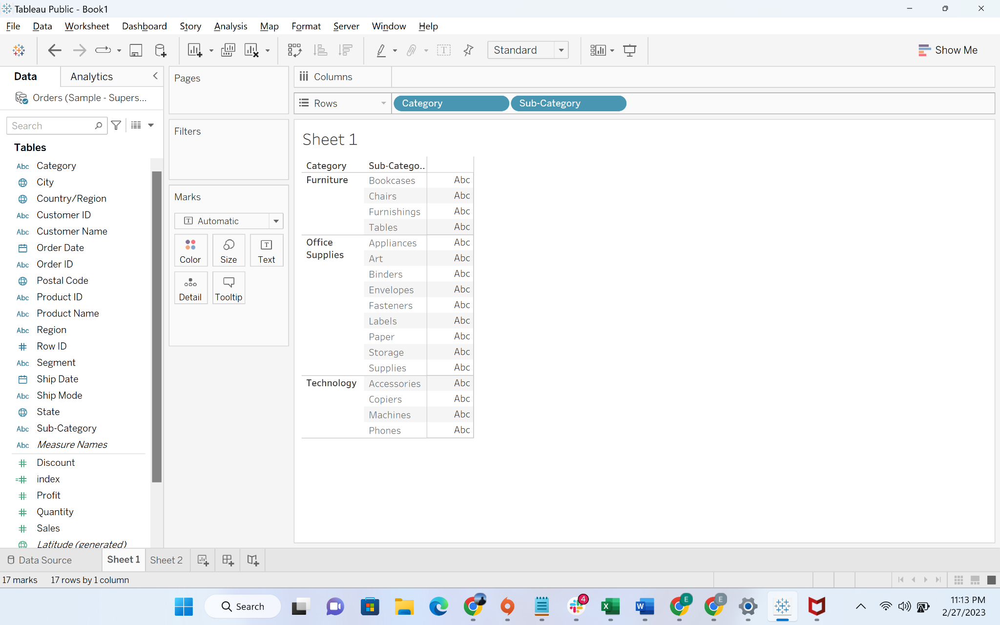 Tableau Public - Book1
File Data Worksheet Dashboard Story Analysis Map Format Server Window Help
Standard
Show Me
Data Analytics
Orders (Sample - Supers...
Search
Tables
Abc Category
City
Country/Region
Abc Customer ID
Abc Customer Name
Order Date
Abc Order ID
Postal Code
Abc Product ID
Abc Product Name
Abc Region
# Row ID
Abc Segment
Ship Date
Abc Ship Mode
State
Abc Sub-Category
Abc Measure Names
# Discount
=# index
# Profit
# Quantity
# Sales
Latitude (generated)
Pages
Filters
Marks
T Automatic
Color Size Text
Detail Tooltip
Columns
Rows Category Sub-Category
Sheet 1
Category Sub-Catego..
Furniture Bookcases Abc
Chairs Abc
Furnishings Abc
Tables Abc
Office Supplies Appliances Abc
Art Abc
Binders Abc
Envelopes Abc
Fasteners Abc
Labels Abc
Paper Abc
Storage Abc
Supplies Abc
Technology Accessories Abc
Copiers Abc
Machines Abc
Phones Abc
Data Source Sheet 1 Sheet 2
17 marks 17 rows by 1 column
Search
4
X
W
E
E
11:13 PM
2/27/2023